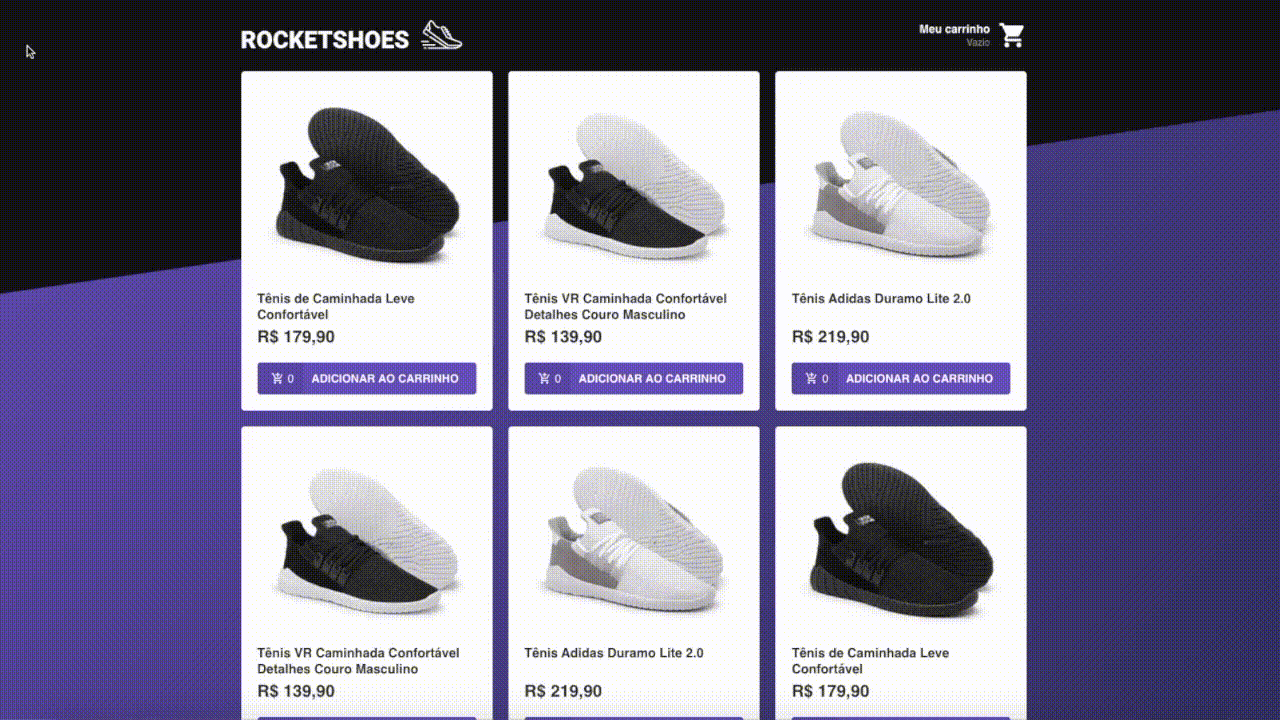 ROCKETSHOES
Meu carrinho
Vazio
Tênis de Caminhada Leve
Confortável
R$ 179,90
0 ADICIONAR AO CARRINHO
Tênis VR Caminhada Confortável
Detalhes Couro Masculino
R$ 139,90
0 ADICIONAR AO CARRINHO
Tênis Adidas Duramo Lite 2.0
R$ 219,90
0 ADICIONAR AO CARRINHO
Tênis VR Caminhada Confortável
Detalhes Couro Masculino
R$ 139,90
Tênis Adidas Duramo Lite 2.0
R$ 219,90
Tênis de Caminhada Leve
Confortável
R$ 179,90